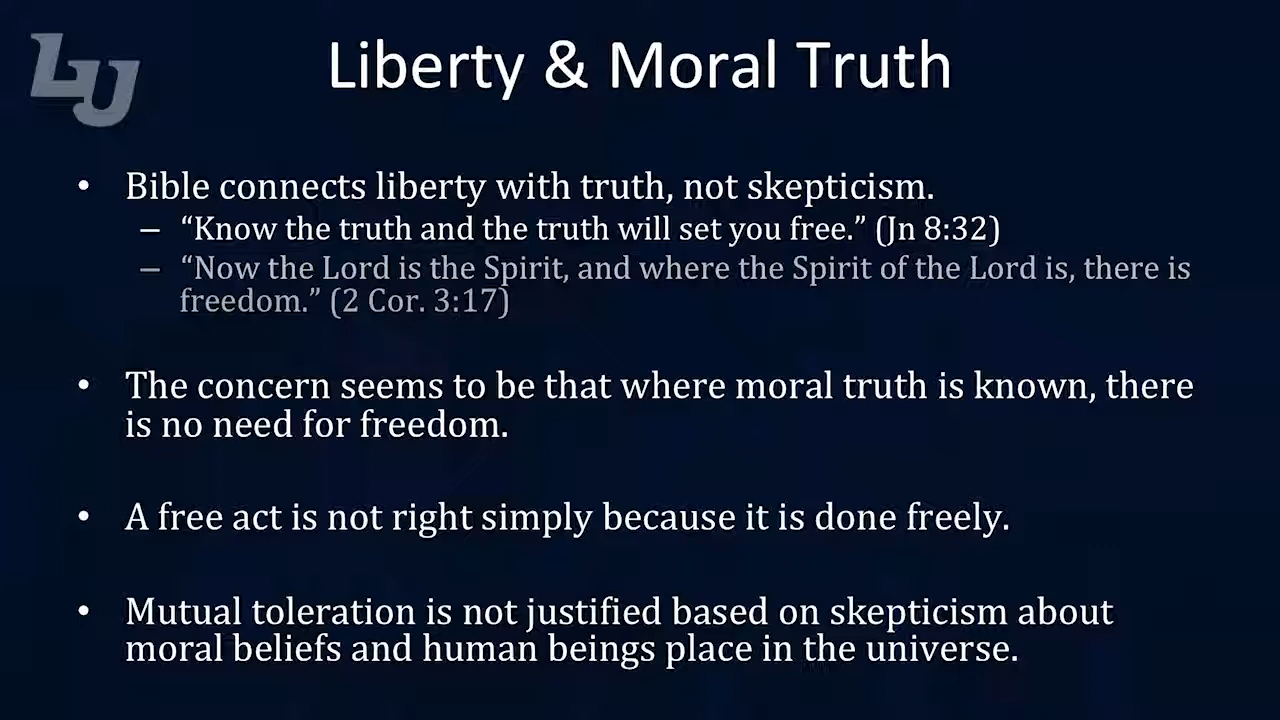 LU
Liberty & Moral Truth
• Bible connects liberty with truth, not skepticism.
– “Know the truth and the truth will set you free.” (Jn 8:32)
– “Now the Lord is the Spirit, and where the Spirit of the Lord is, there is
freedom.” (2 Cor. 3:17)
• The concern seems to be that where moral truth is known, there
is no need for freedom.
• A free act is not right simply because it is done freely.
• Mutual toleration is not justified based on skepticism about
moral beliefs and human beings place in the universe.